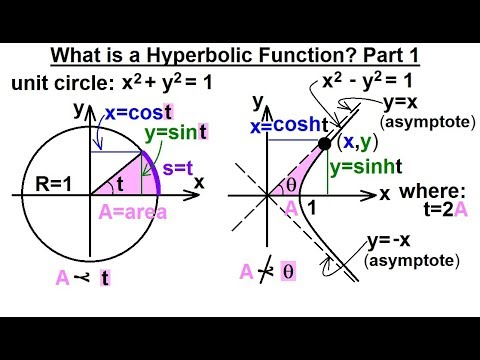 What is a Hyperbolic Function? Part 1
unit circle: x² + y² = 1
y
x=cost
y=sint
s=t
R=1
t
x
A=area
A ∝ t
x² - y² = 1
y
y=x
(asymptote)
x=cosht
(x,y)
y=sinht
θ
A
1
x
where:
t=2A
y=-x
(asymptote)
A ∝̸ θ